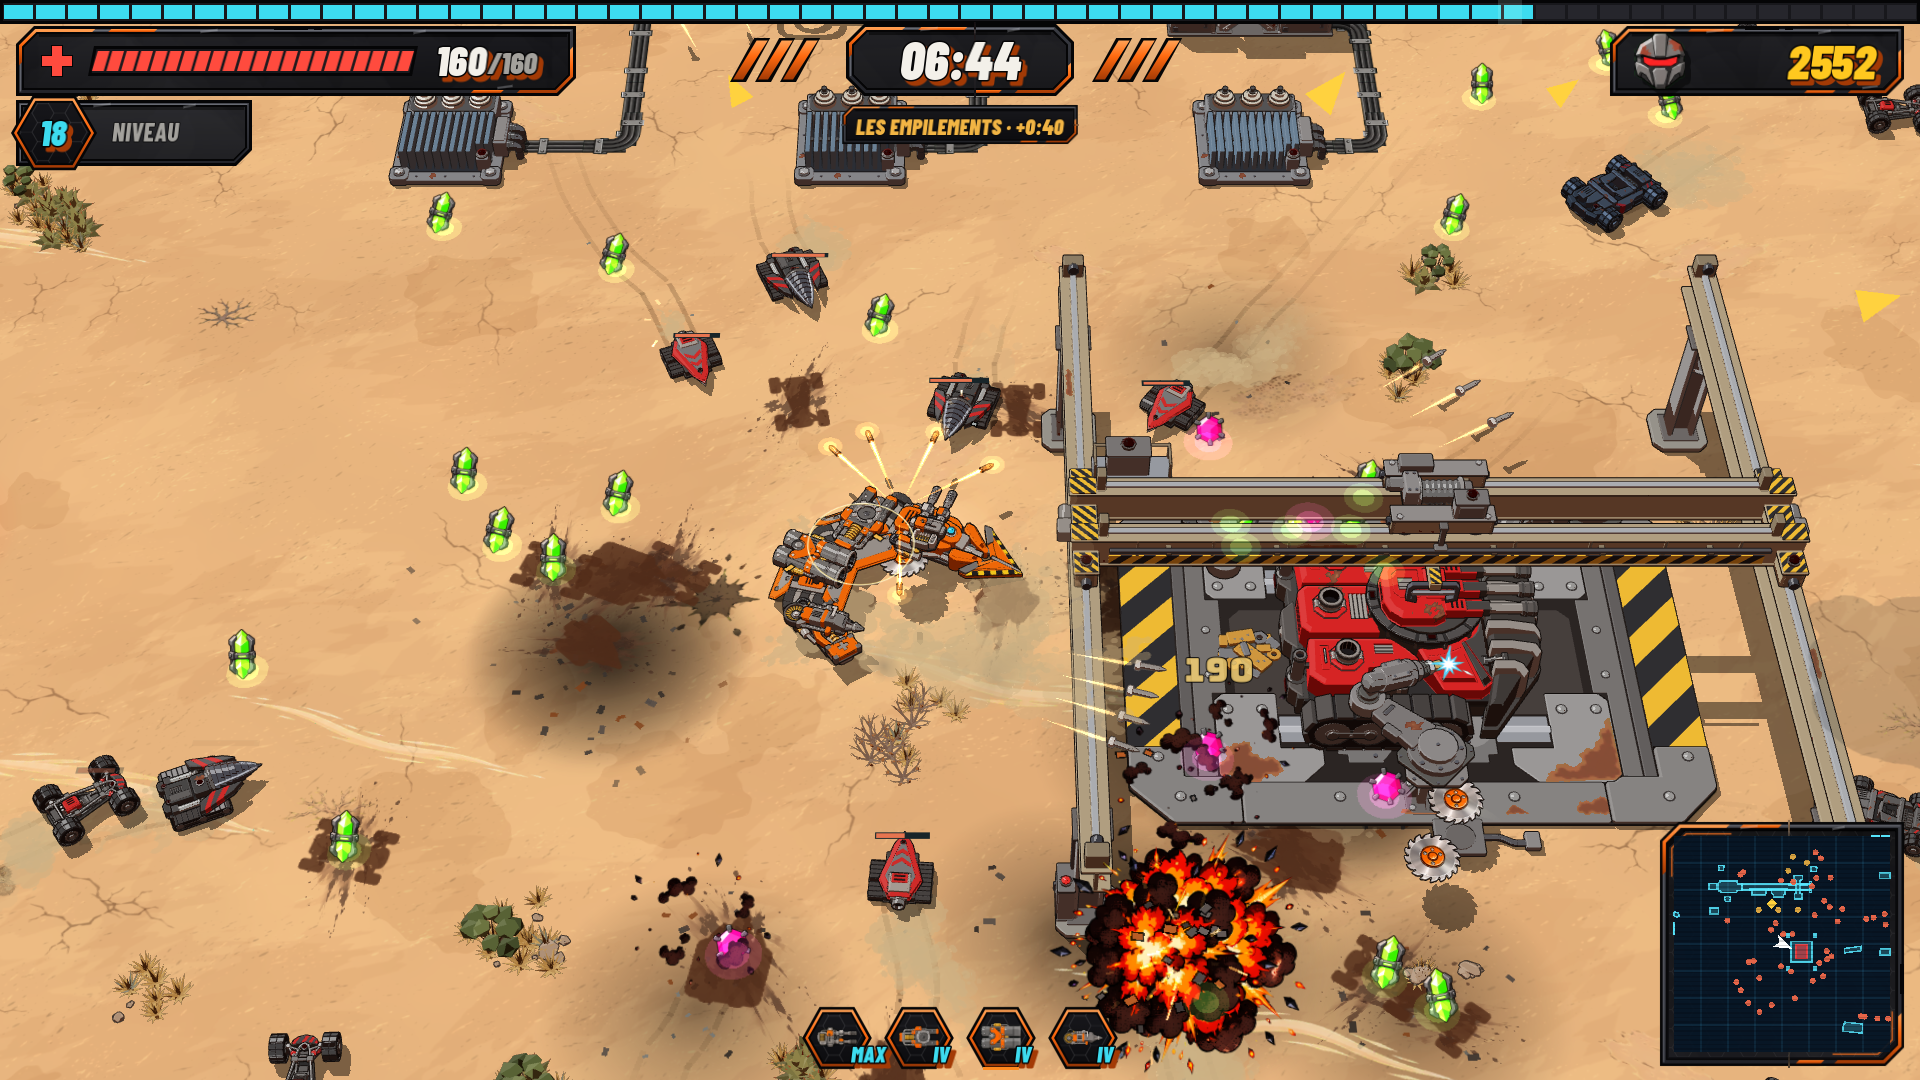 160/160
06:44
2552
18 NIVEAU
LES EMPILEMENTS · +0:40
190
MAX
IV
IV
IV